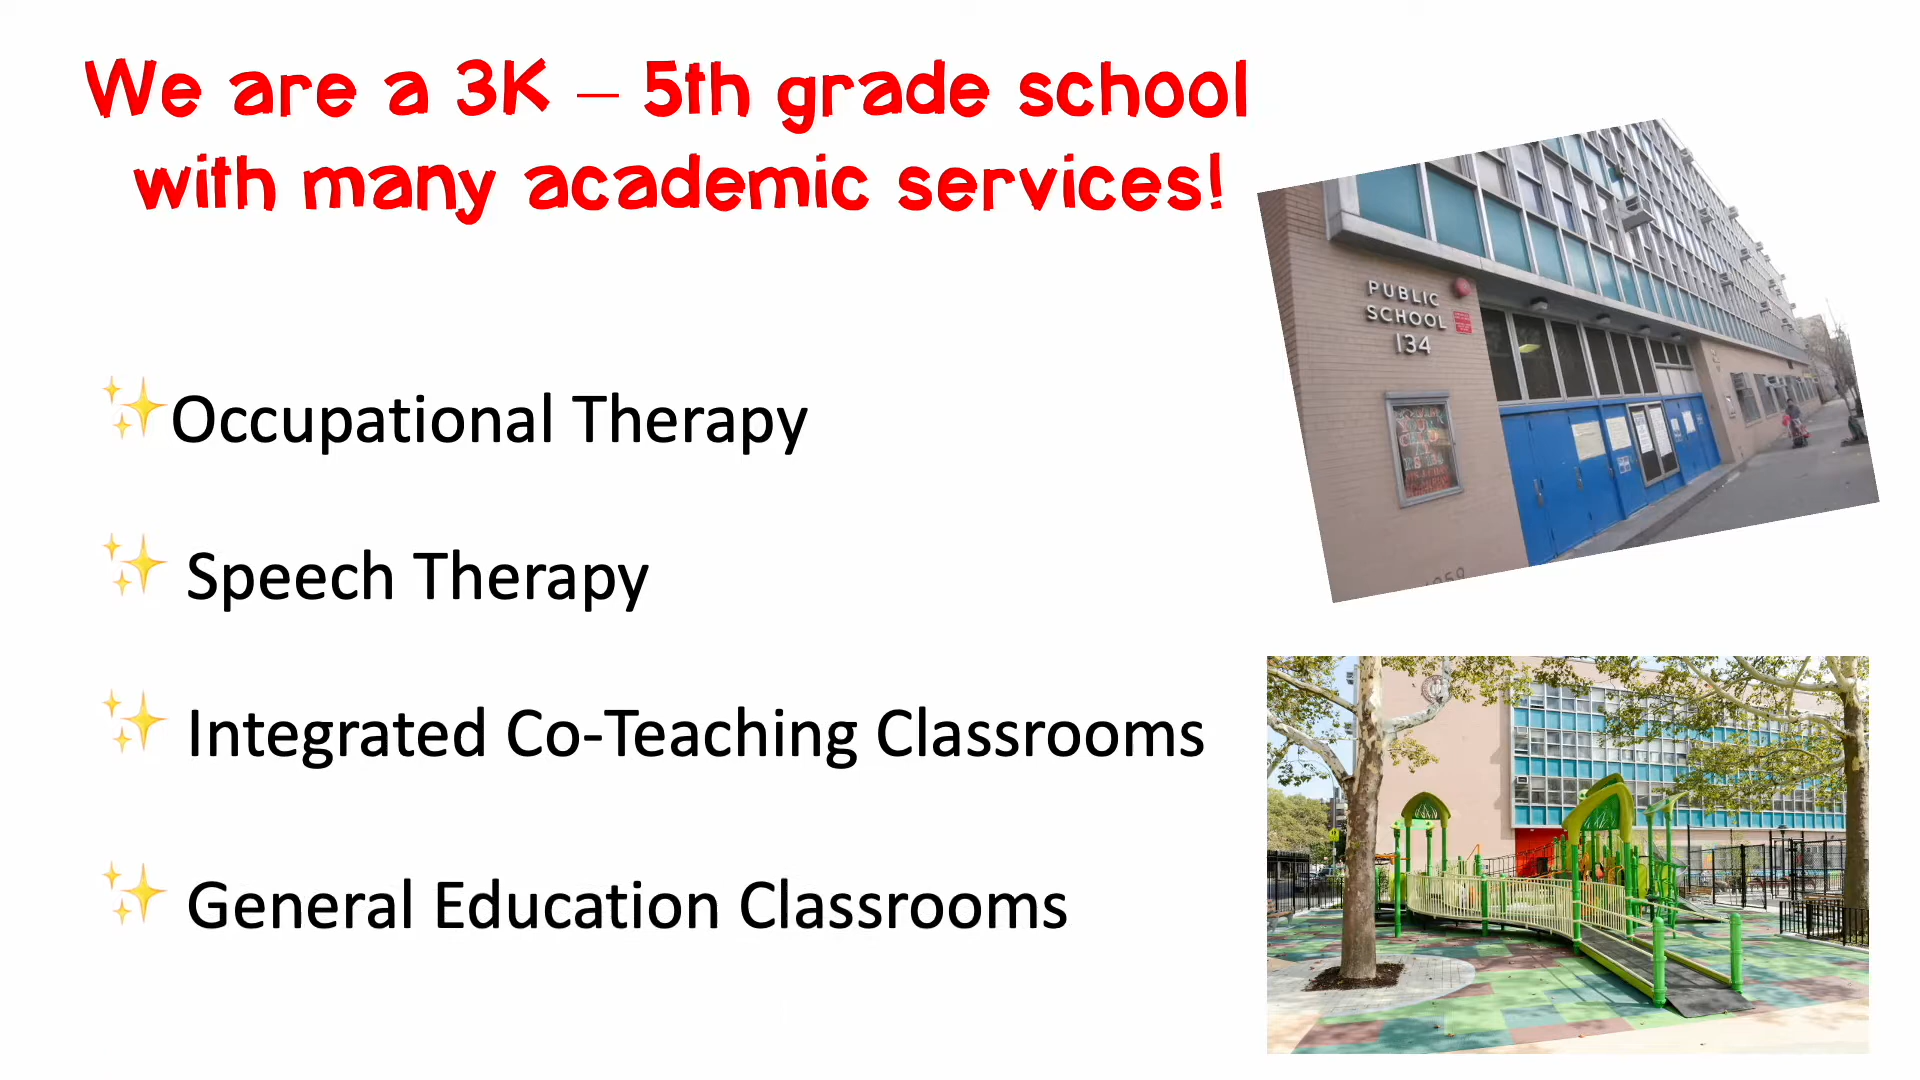 We are a 3K – 5th grade school
with many academic services!
✨Occupational Therapy
✨ Speech Therapy
✨ Integrated Co-Teaching Classrooms
✨ General Education Classrooms
PUBLIC
SCHOOL
134